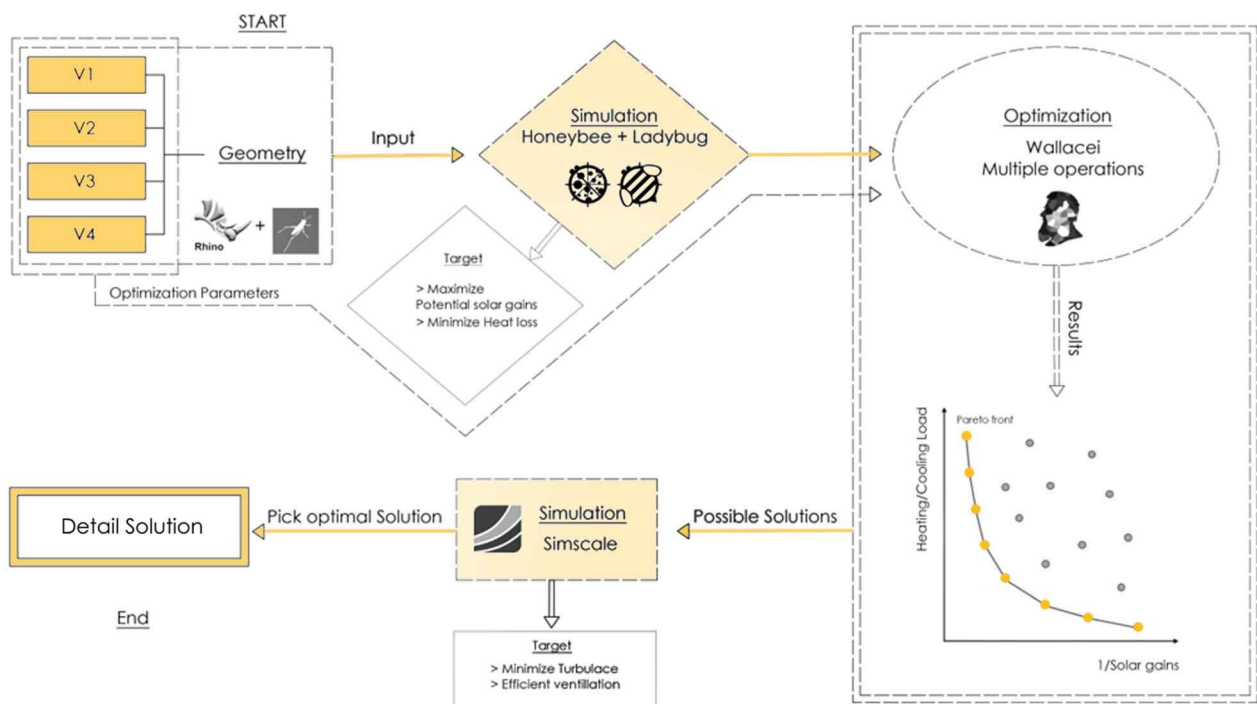 START
V1
V2
V3
V4
Geometry
Rhino
+
Optimization Parameters
Input
Simulation
Honeybee + Ladybug
Target
> Maximize
Potential solar gains
> Minimize Heat loss
Optimization
Wallacei
Multiple operations
Results
Pareto front
Heating/Cooling Load
1/Solar gains
Possible Solutions
Simulation
Simscale
Target
> Minimize Turbulace
> Efficient ventillation
Pick optimal Solution
Detail Solution
End